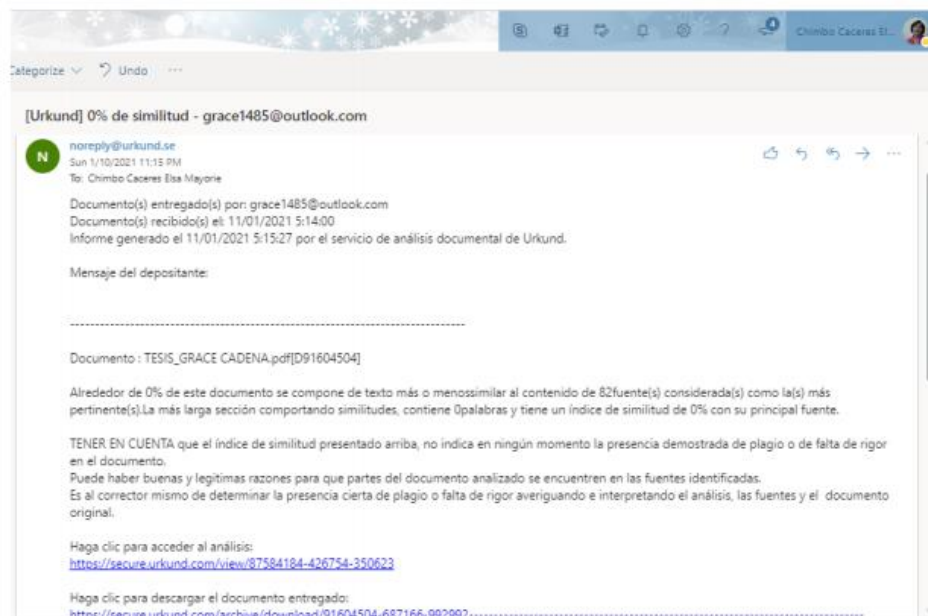 Chimbo Caceres El...
Categorize Undo ...
[Urkund] 0% de similitud - grace1485@outlook.com
N
noreply@urkund.se
Sun 1/10/2021 11:15 PM
To: Chimbo Caceres Elsa Mayorie
Documento(s) entregado(s) por: grace1485@outlook.com
Documento(s) recibido(s) el: 11/01/2021 5:14:00
Informe generado el 11/01/2021 5:15:27 por el servicio de análisis documental de Urkund.
Mensaje del depositante:
-------------------------------------------------------------------------------
Documento : TESIS_GRACE CADENA.pdf[D91604504]
Alrededor de 0% de este documento se compone de texto más o menossimilar al contenido de 82fuente(s) considerada(s) como la(s) más
pertinente(s).La más larga sección comportando similitudes, contiene 0palabras y tiene un índice de similitud de 0% con su principal fuente.
TENER EN CUENTA que el índice de similitud presentado arriba, no indica en ningún momento la presencia demostrada de plagio o de falta de rigor
en el documento.
Puede haber buenas y legítimas razones para que partes del documento analizado se encuentren en las fuentes identificadas.
Es al corrector mismo de determinar la presencia cierta de plagio o falta de rigor averiguando e interpretando el análisis, las fuentes y el documento
original.
Haga clic para acceder al análisis:
https://secure.urkund.com/view/87584184-426754-350623
Haga clic para descargar el documento entregado:
https://secure.urkund.com/archive/download/91604504-687166-992992-------------------------------------------------------------------------------